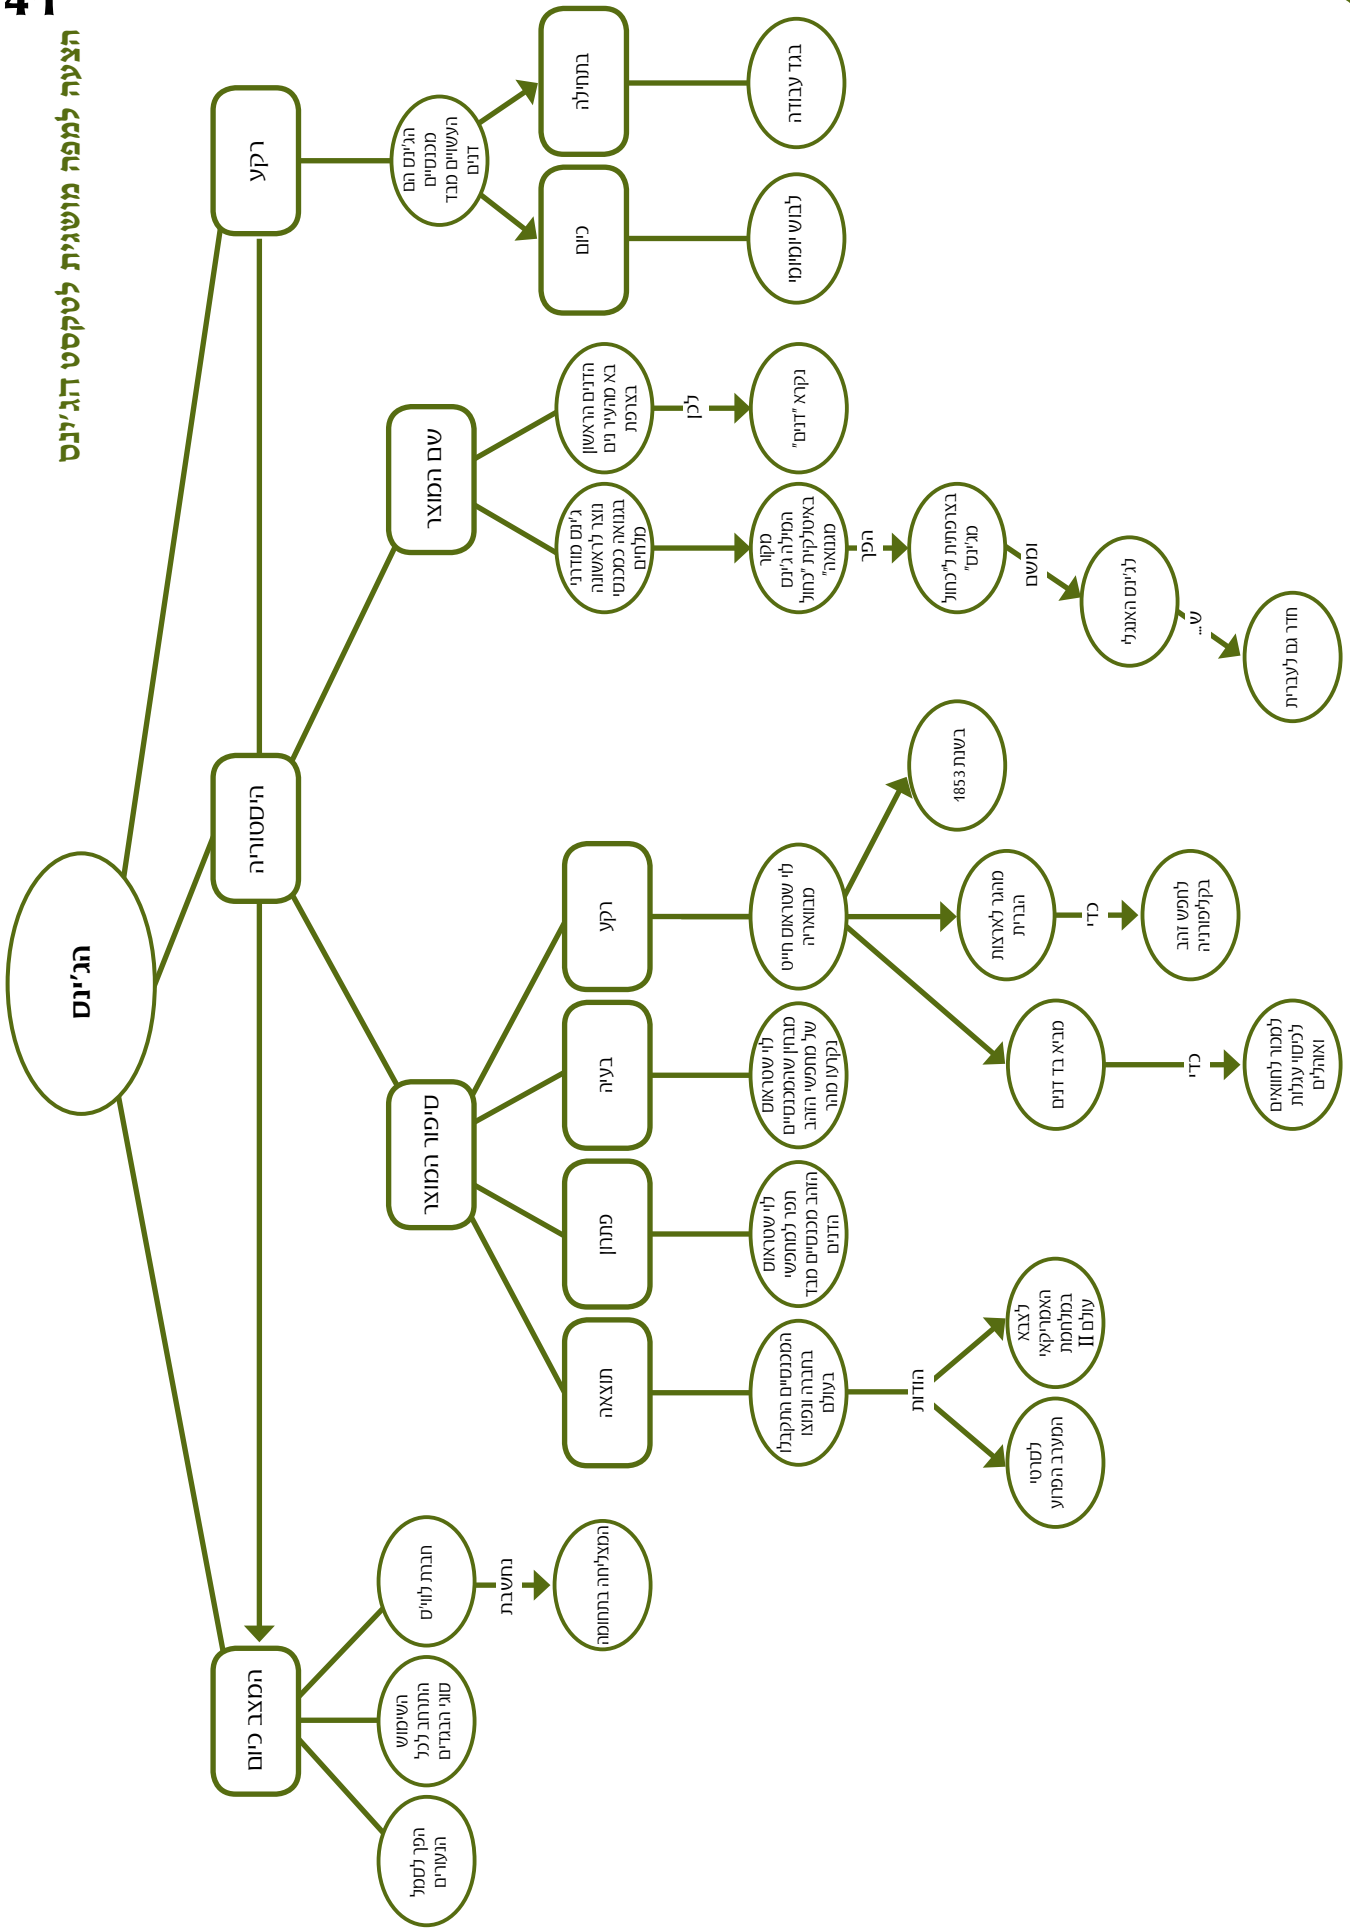 הצעה למפה מושגית לטקסט הג'ינס
הג'ינס
רקע
הג'ינס הם
מכנסיים
העשויים מבד
דנים
בתחילה
בגד עבודה
כיום
לבוש יומיומי
היסטוריה
שם המוצר
הדנים הראשון
בא מהעיר נים
בצרפת
לכן
נקרא "דנים"
ג'ינס מודרני
נוצר לראשונה
בגנואה כמכנסי
מלחים
מקור
המילה ג'ינס
באיטלקית "כחול
מגנואה"
הפך
בצרפתית ל"כחול
מג'ינס"
ומשם
לג'ינס האנגלי
ש...
חדר גם לעברית
סיפור המוצר
רקע
לוי שטראוס הייט
מבוואריה
בשנת 1853
מהגר לארצות
הברית
כדי
לחפש זהב
בקליפורניה
מביא בד דנים
כדי
למכור לחוואים
לכיסוי עגלות
ואוהלים
בעיה
לוי שטראוס
מבחין שהמכנסיים
של מחפשי הזהב
נקרעו מהר
פתרון
לוי שטראוס
תפר למחפשי
הזהב מכנסיים מבד
הדנים
תוצאה
המכנסיים התקבלו
בחברה ונפוצו
בעולם
הודות
לצבא
האמריקאי
במלחמת
עולם II
לסרטי
המערב הפרוע
המצב כיום
חברת לוויס
נחשבת
המצליחה בתחומה
השימוש
התרחב לכל
סוגי הבגדים
הפך לסמל
הנעורים